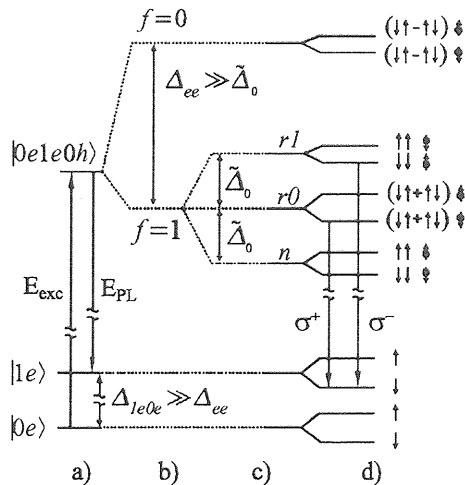 f=0
(↓↑-↑↓)
(↓↑-↑↓)
Δee ≫ Δ̃0
r1
↑↑
↓↓
|0e1e0h⟩
Δ̃0
r0
(↓↑+↑↓)
(↓↑+↑↓)
f=1
Δ̃0
n
↑↑
↓↓
Eexc
EPL
σ+
σ−
|1e⟩
↑
↓
Δ1e0e ≫ Δee
|0e⟩
↑
↓
a) b) c) d)